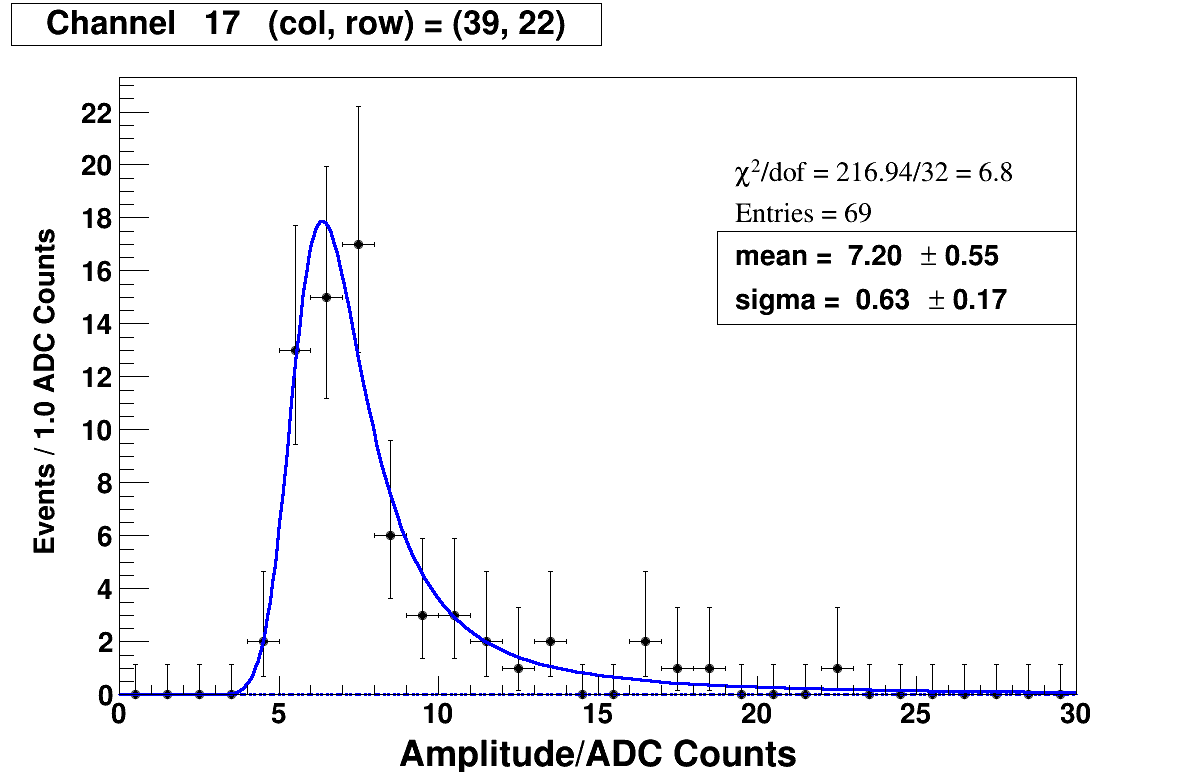 Channel 17 (col, row) = (39, 22)
22
20
18
16
14
12
10
8
6
4
2
0
Events / 1.0 ADC Counts
χ²/dof = 216.94/32 = 6.8
Entries = 69
mean = 7.20 ± 0.55
sigma = 0.63 ± 0.17
0 5 10 15 20 25 30
Amplitude/ADC Counts